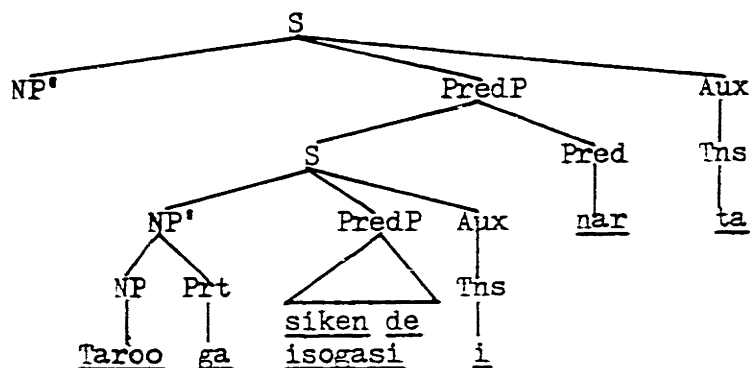 S
NP' PredP Aux
S Pred Tns
NP' PredP Aux nar ta
NP Prt Tns
siken de
Taroo ga isogasi i